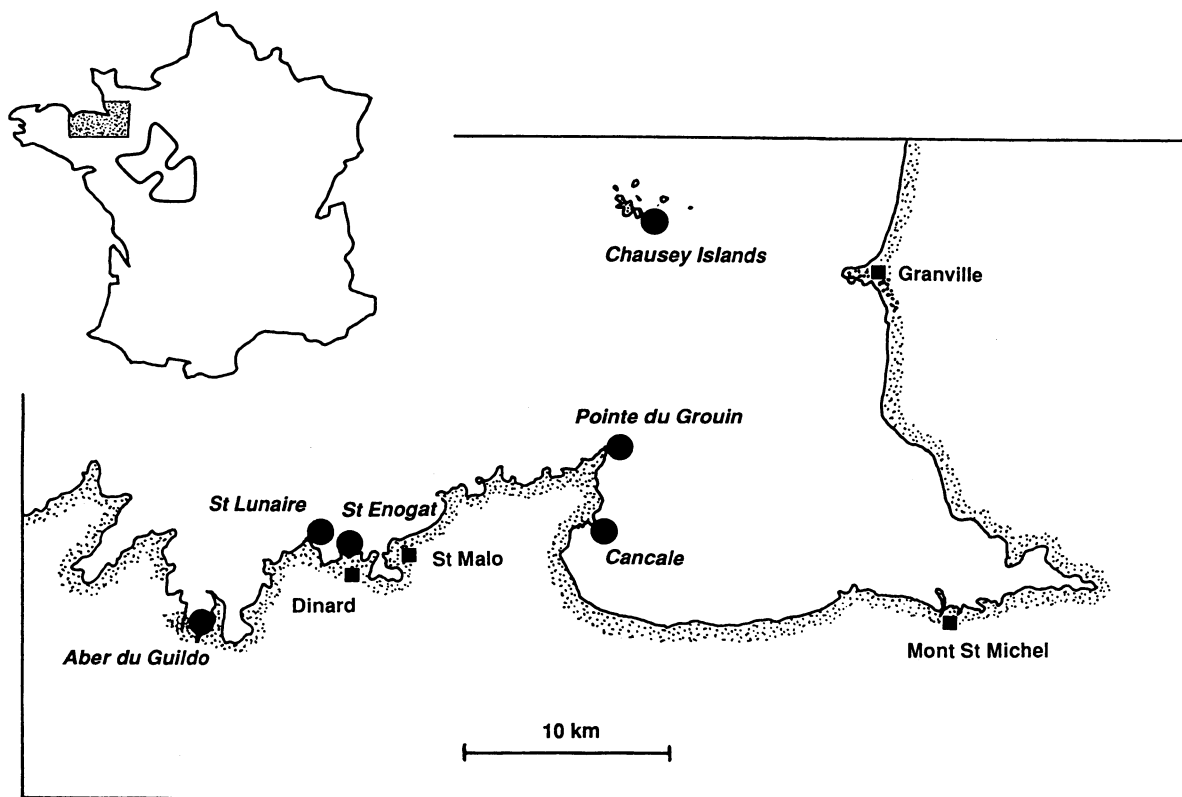 Chausey Islands
Granville
Pointe du Grouin
St Lunaire
St Enogat
St Malo
Cancale
Dinard
Aber du Guildo
Mont St Michel
10 km